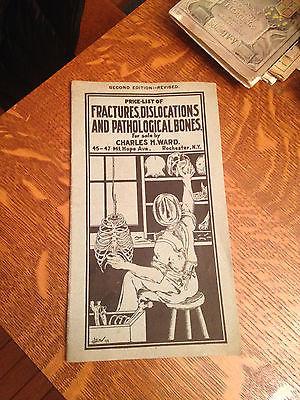 SECOND EDITION:-REVISED.
PRICE-LIST OF
FRACTURES, DISLOCATIONS
AND PATHOLOGICAL BONES,
for sale by
CHARLES H. WARD.
45-47 Mt. Hope Ave., Rochester, N.Y.